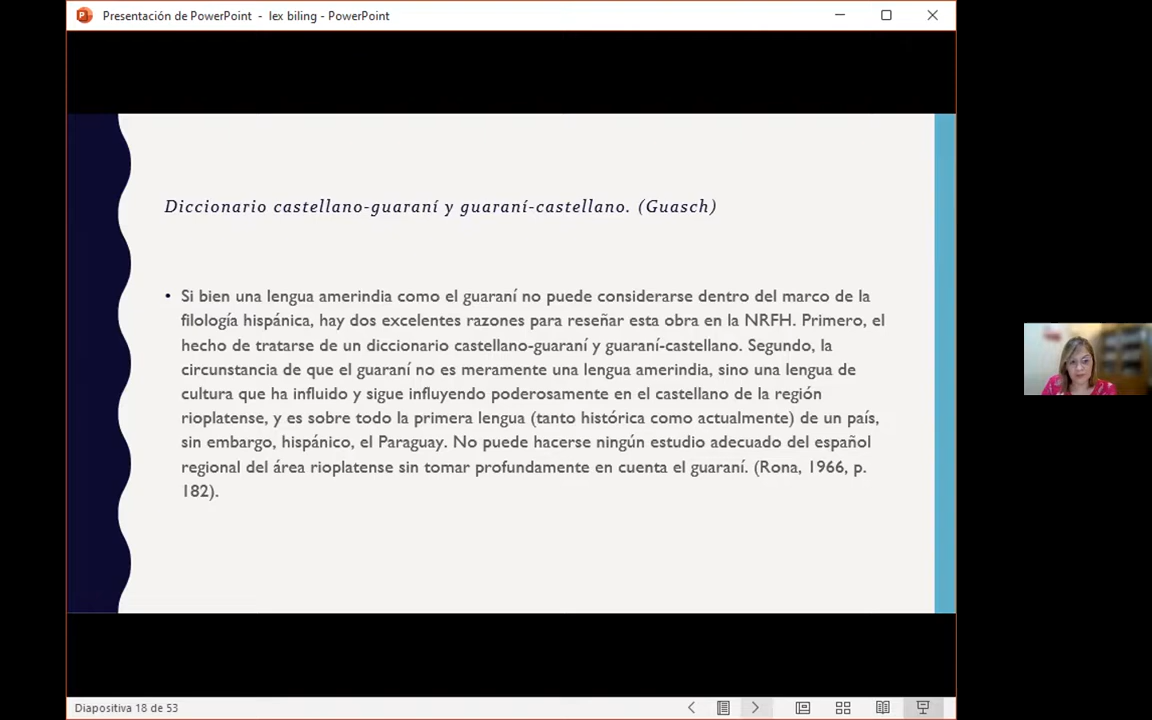 Presentación de PowerPoint - lex biling - PowerPoint
Diccionario castellano-guaraní y guaraní-castellano. (Guasch)
• Si bien una lengua amerindia como el guaraní no puede considerarse dentro del marco de la
filología hispánica, hay dos excelentes razones para reseñar esta obra en la NRFH. Primero, el
hecho de tratarse de un diccionario castellano-guaraní y guaraní-castellano. Segundo, la
circunstancia de que el guaraní no es meramente una lengua amerindia, sino una lengua de
cultura que ha influido y sigue influyendo poderosamente en el castellano de la región
rioplatense, y es sobre todo la primera lengua (tanto histórica como actualmente) de un país,
sin embargo, hispánico, el Paraguay. No puede hacerse ningún estudio adecuado del español
regional del área rioplatense sin tomar profundamente en cuenta el guaraní. (Rona, 1966, p.
182).
Diapositiva 18 de 53